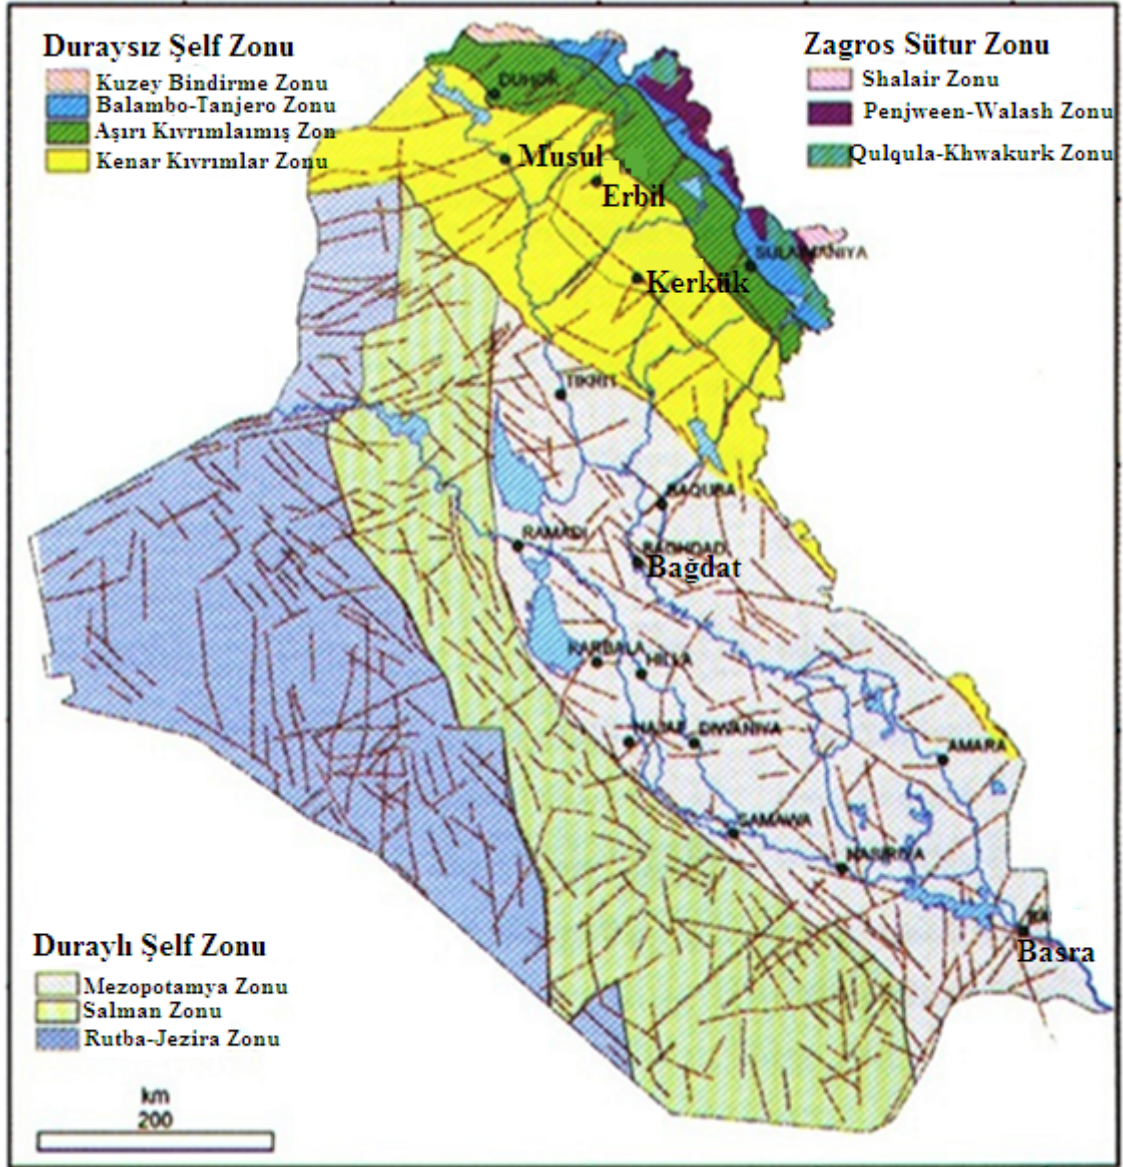 Duraysız Şelf Zonu
Kuzey Bindirme Zonu
Balambo-Tanjero Zonu
Aşırı Kıvrımlaımış Zon
Kenar Kıvrımlar Zonu
Zagros Sütur Zonu
Shalair Zonu
Penjween-Walash Zonu
Qulqula-Khwakurk Zonu
DUHOK
Musul
Erbil
SULAIMANIYA
Kerkük
TIKRIT
BAQUBA
RAMADI
BAGHDAD
Bağdat
KARBALA
HILLA
NAJAF
DIWANIYA
AMARA
SAMAWA
NASIRIYA
Basra
Duraylı Şelf Zonu
Mezopotamya Zonu
Salman Zonu
Rutba-Jezira Zonu
km
200